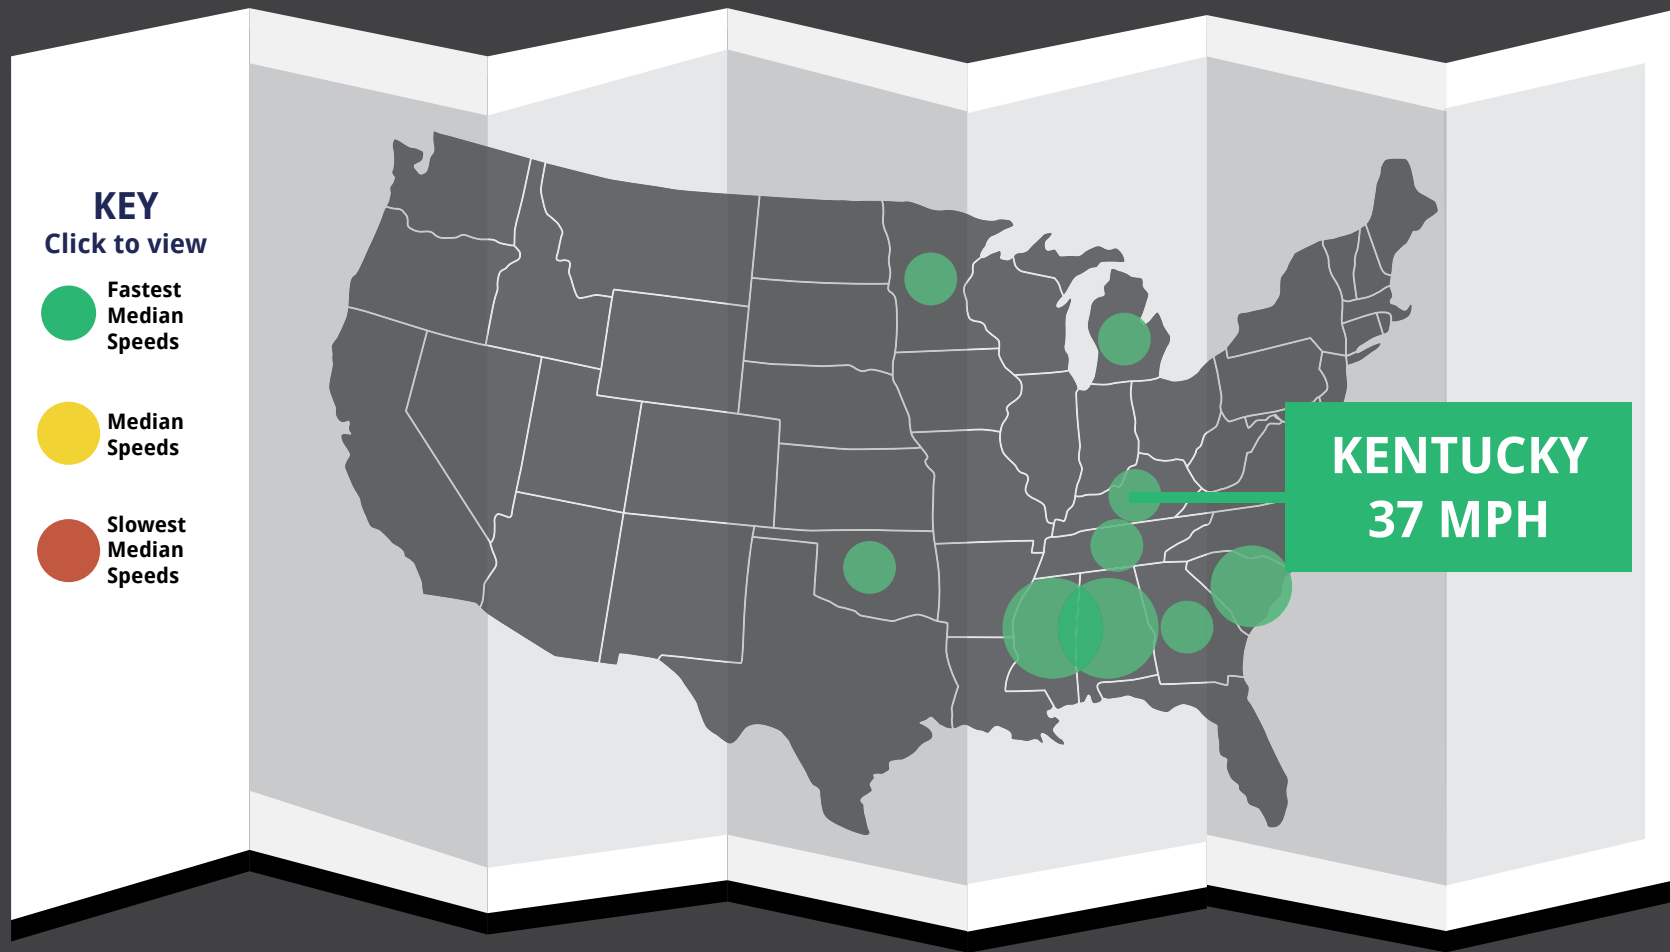 KEY
Click to view
Fastest
Median
Speeds
Median
Speeds
Slowest
Median
Speeds
KENTUCKY
37 MPH